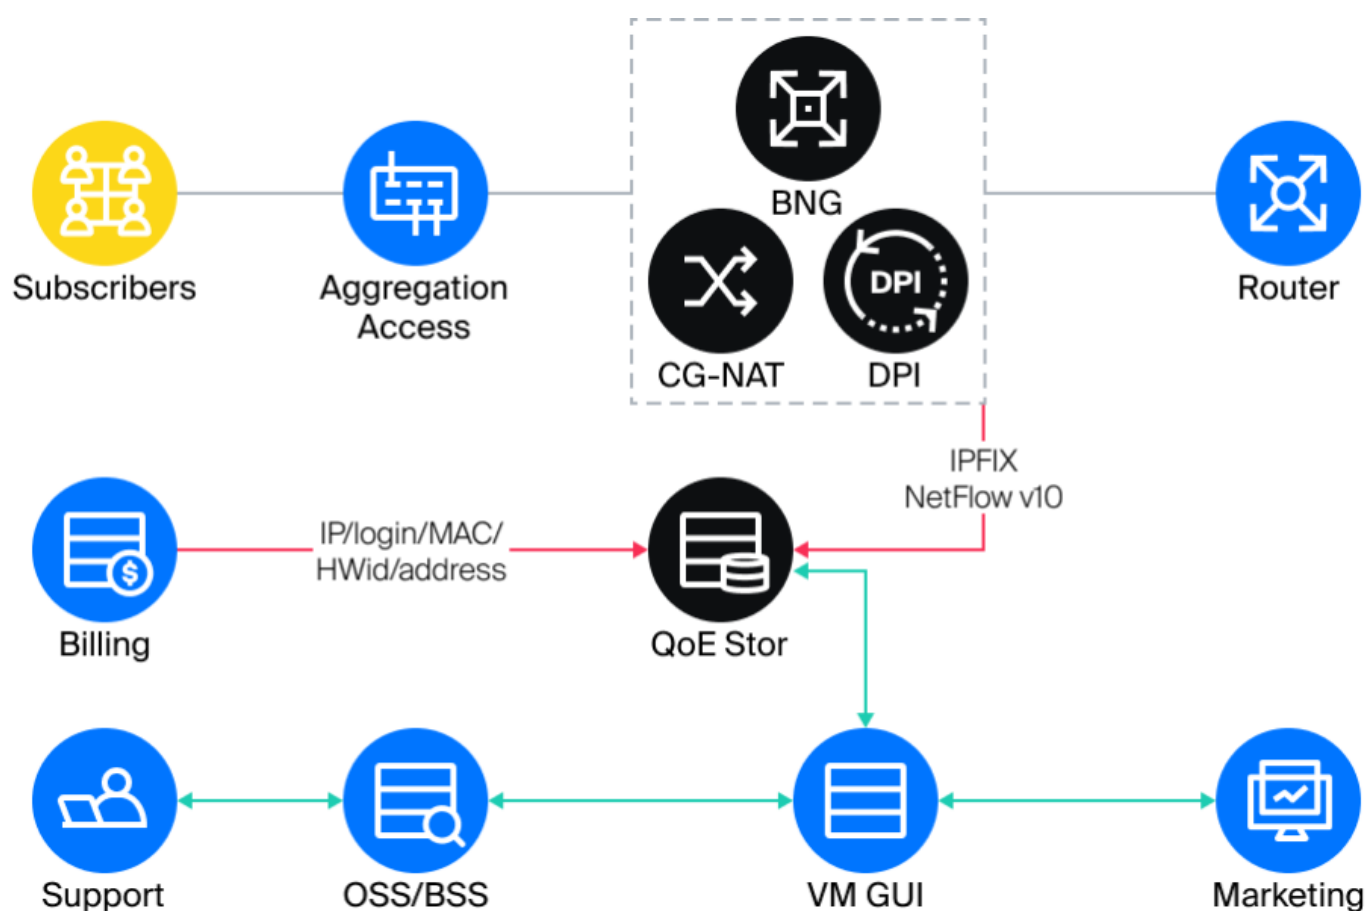 BNG
Subscribers
Aggregation
Access
CG-NAT
DPI
DPI
Router
IPFIX
NetFlow v10
IP/login/MAC/
HWid/address
$
Billing
QoE Stor
Support
OSS/BSS
VM GUI
Marketing